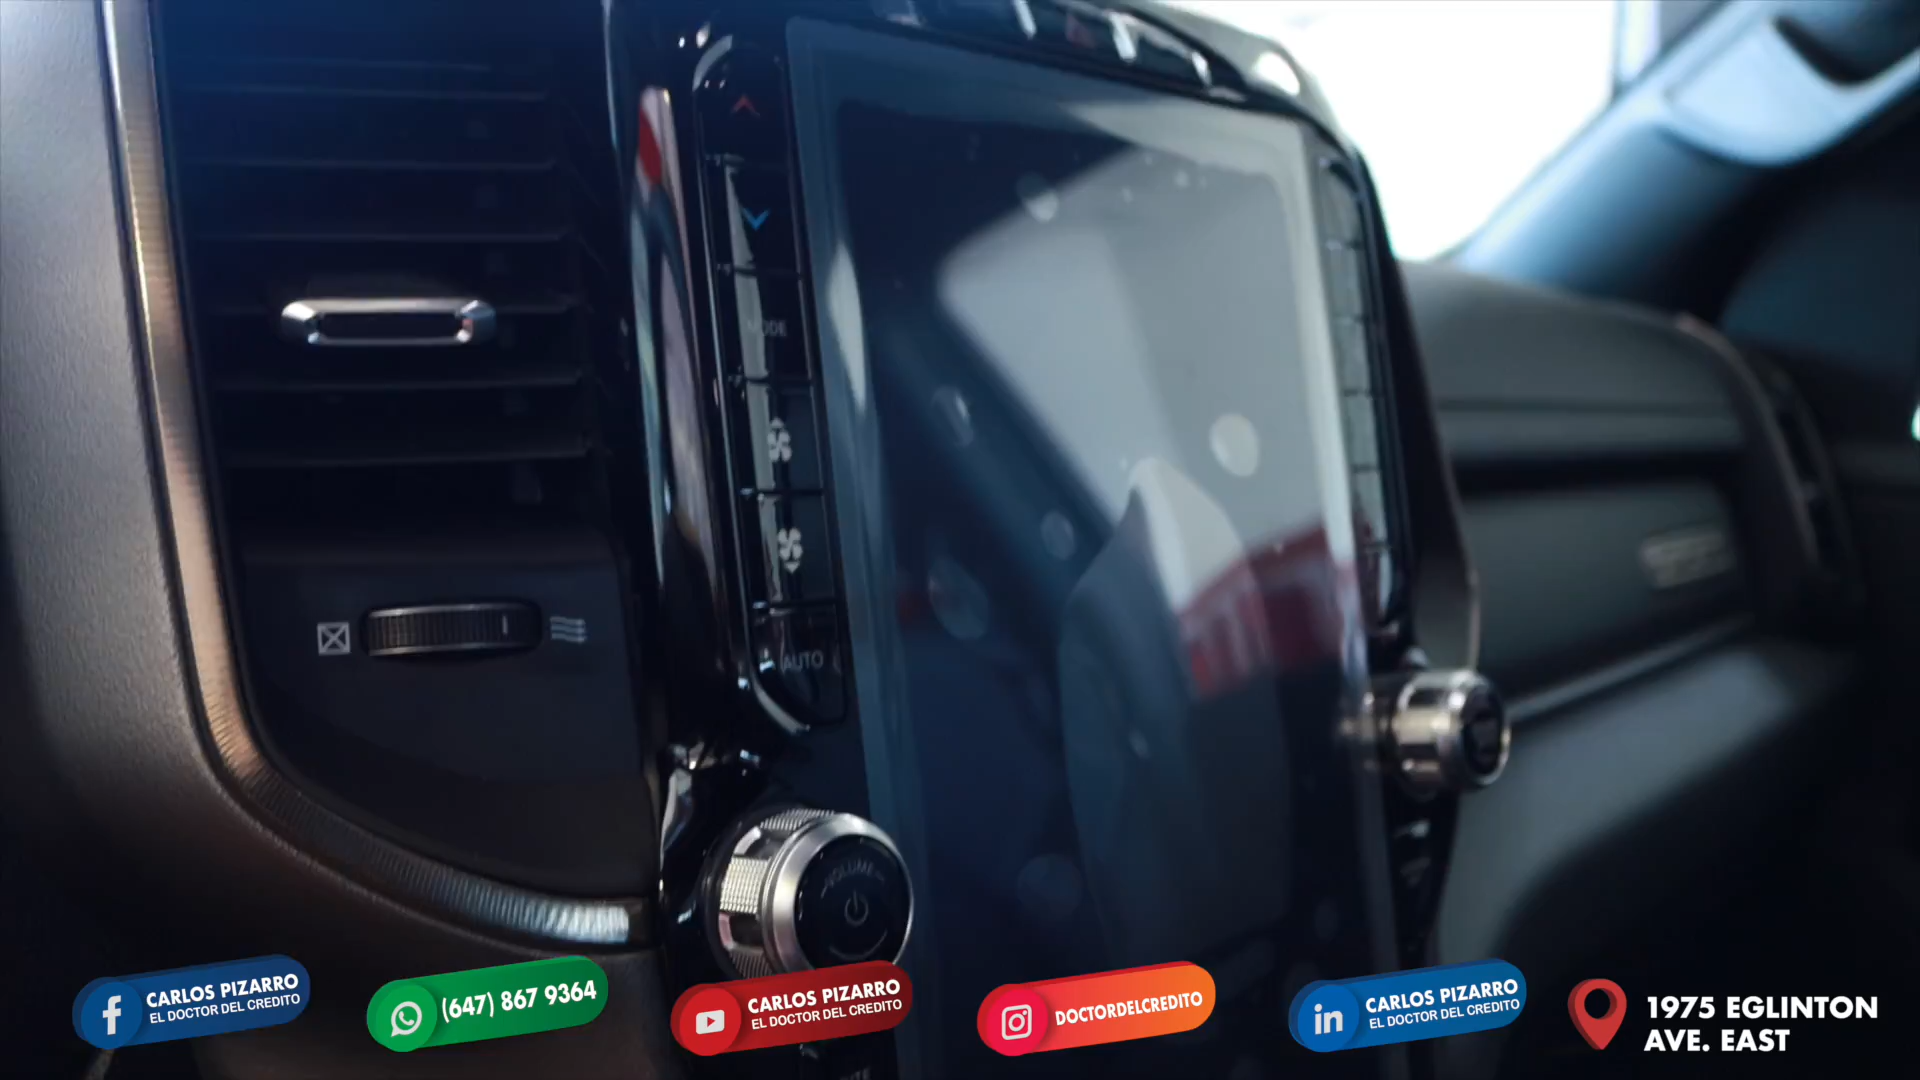 MODE
AUTO
VOLUME
CARLOS PIZARRO
EL DOCTOR DEL CREDITO
(647) 867 9364
CARLOS PIZARRO
EL DOCTOR DEL CREDITO
DOCTORDELCREDITO
CARLOS PIZARRO
EL DOCTOR DEL CREDITO
1975 EGLINTON
AVE. EAST